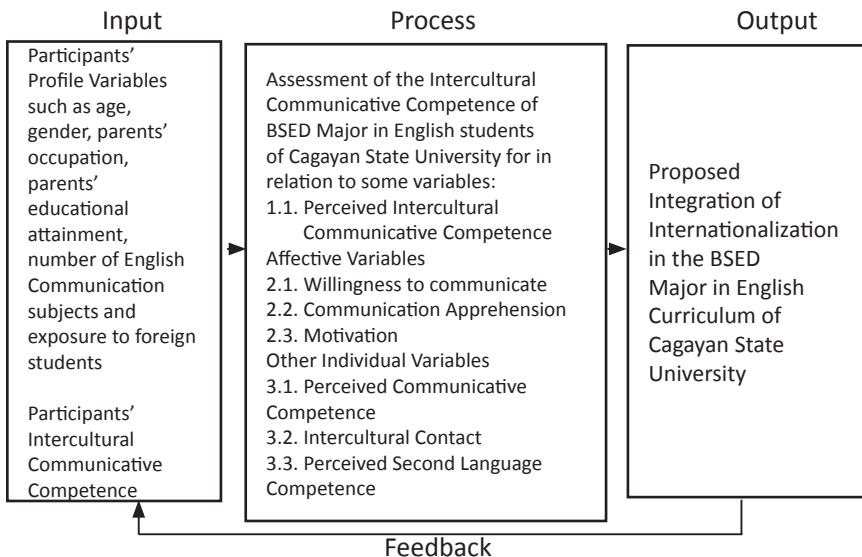 Input
Participants’
Profile Variables
such as age,
gender, parents’
occupation,
parents’
educational
attainment,
number of English
Communication
subjects and
exposure to foreign
students
Participants’
Intercultural
Communicative
Competence
Process
Assessment of the Intercultural
Communicative Competence of
BSED Major in English students
of Cagayan State University for in
relation to some variables:
1.1. Perceived Intercultural
Communicative Competence
Affective Variables
2.1. Willingness to communicate
2.2. Communication Apprehension
2.3. Motivation
Other Individual Variables
3.1. Perceived Communicative
Competence
3.2. Intercultural Contact
3.3. Perceived Second Language
Competence
Output
Proposed
Integration of
Internationalization
in the BSED
Major in English
Curriculum of
Cagayan State
University
Feedback